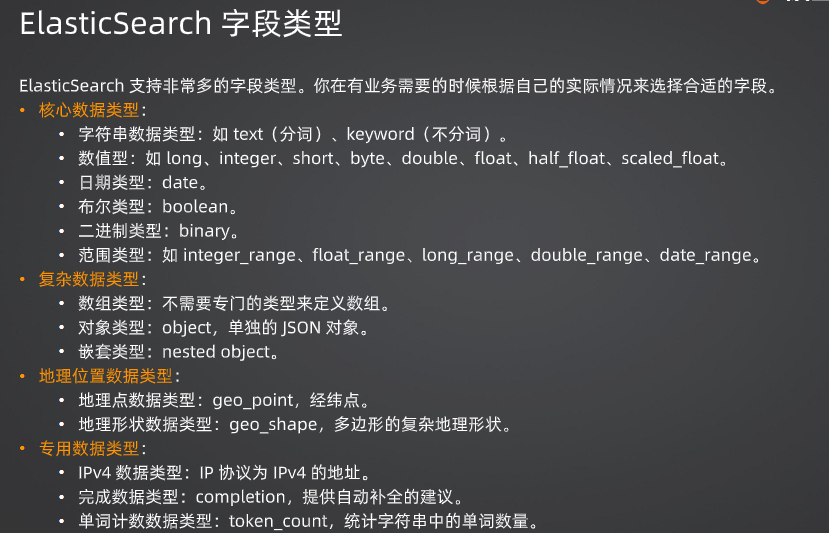 ElasticSearch 字段类型
ElasticSearch 支持非常多的字段类型。你在有业务需要的时候根据自己的实际情况来选择合适的字段。
• 核心数据类型：
• 字符串数据类型：如 text（分词）、keyword（不分词）。
• 数值型：如 long、integer、short、byte、double、float、half_float、scaled_float。
• 日期类型：date。
• 布尔类型：boolean。
• 二进制类型：binary。
• 范围类型：如 integer_range、float_range、long_range、double_range、date_range。
• 复杂数据类型：
• 数组类型：不需要专门的类型来定义数组。
• 对象类型：object，单独的 JSON 对象。
• 嵌套类型：nested object。
• 地理位置数据类型：
• 地理点数据类型：geo_point，经纬点。
• 地理形状数据类型：geo_shape，多边形的复杂地理形状。
• 专用数据类型：
• IPv4 数据类型：IP 协议为 IPv4 的地址。
• 完成数据类型：completion，提供自动补全的建议。
• 单词计数数据类型：token_count，统计字符串中的单词数量。